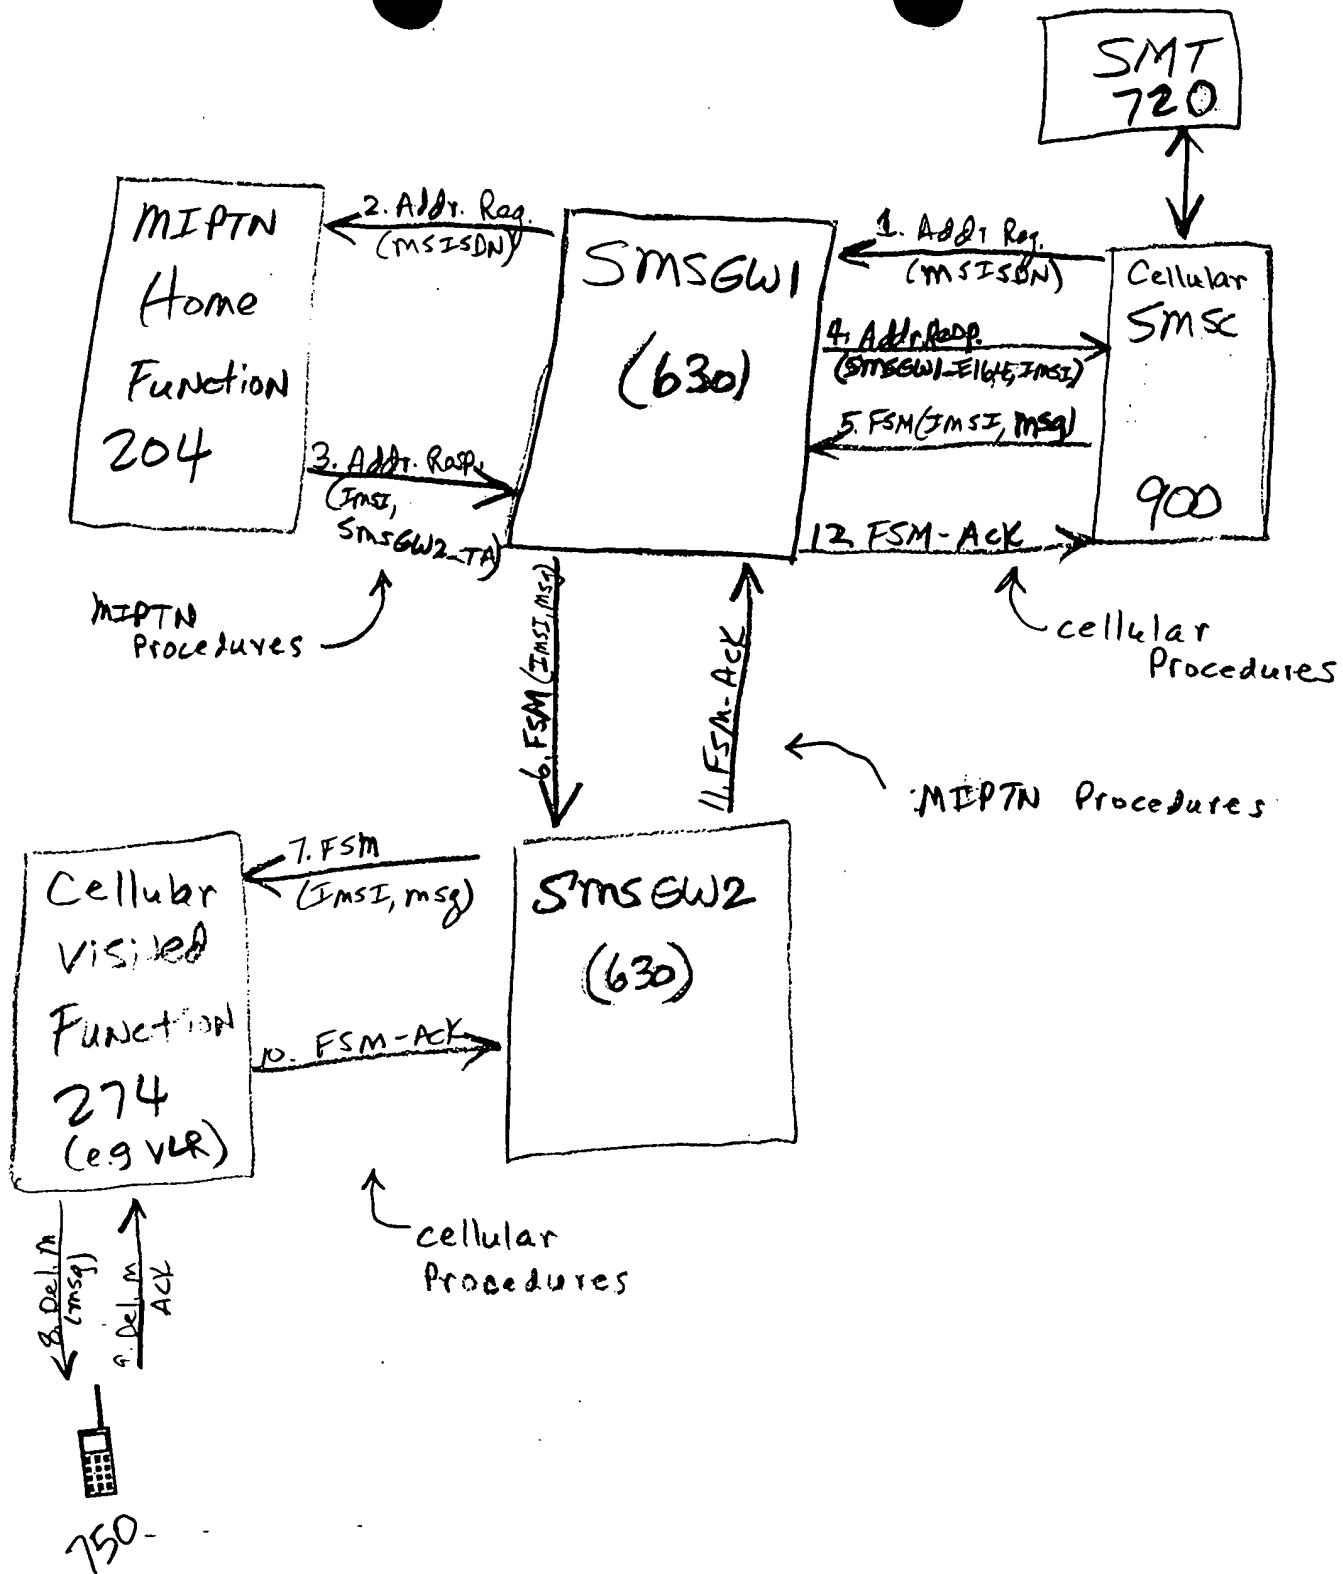 SMT
720
MIPTN
Home
Function
204
2. Addr. Req.
(MSISDN)
SMSGW1
(630)
1. Addr Req.
(MSISDN)
Cellular
SMSC
900
4. Addr. Resp.
(SMSGW1_E164, IMSI)
5. FSM(IMSI, msg)
3. Addr. Resp.
(IMSI,
SMSGW2_TA)
12. FSM-Ack
MIPTN
Procedures
cellular
Procedures
6. FSM(IMSI, msg)
11. FSM-Ack
MIPTN Procedures
7. FSM
(IMSI, msg)
Cellular
Visited
Function
274
(e.g VLR)
SMSGW2
(630)
10. FSM-Ack
cellular
Procedures
8. Del. M
(msg)
9. Del. M
ACK
750